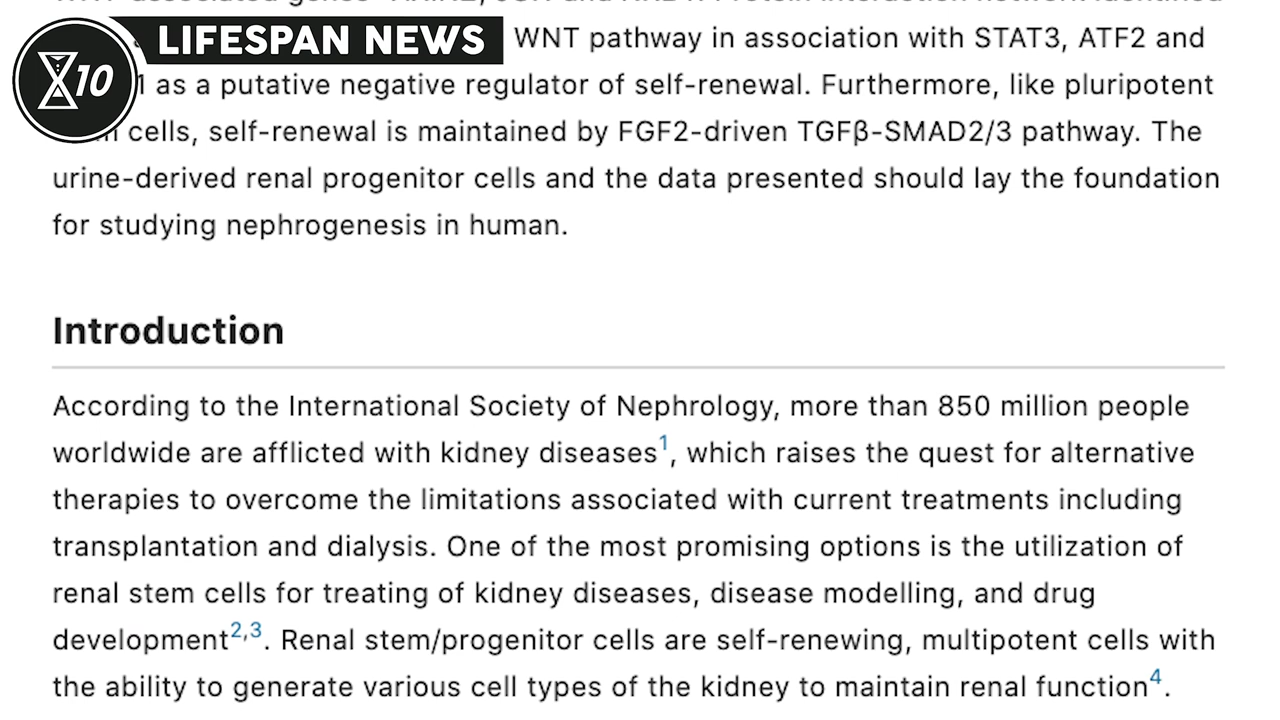 LIFESPAN NEWS
X10
WNT pathway in association with STAT3, ATF2 and
as a putative negative regulator of self-renewal. Furthermore, like pluripotent
cells, self-renewal is maintained by FGF2-driven TGFβ-SMAD2/3 pathway. The
urine-derived renal progenitor cells and the data presented should lay the foundation
for studying nephrogenesis in human.
Introduction
According to the International Society of Nephrology, more than 850 million people
worldwide are afflicted with kidney diseases1, which raises the quest for alternative
therapies to overcome the limitations associated with current treatments including
transplantation and dialysis. One of the most promising options is the utilization of
renal stem cells for treating of kidney diseases, disease modelling, and drug
development2,3. Renal stem/progenitor cells are self-renewing, multipotent cells with
the ability to generate various cell types of the kidney to maintain renal function4.